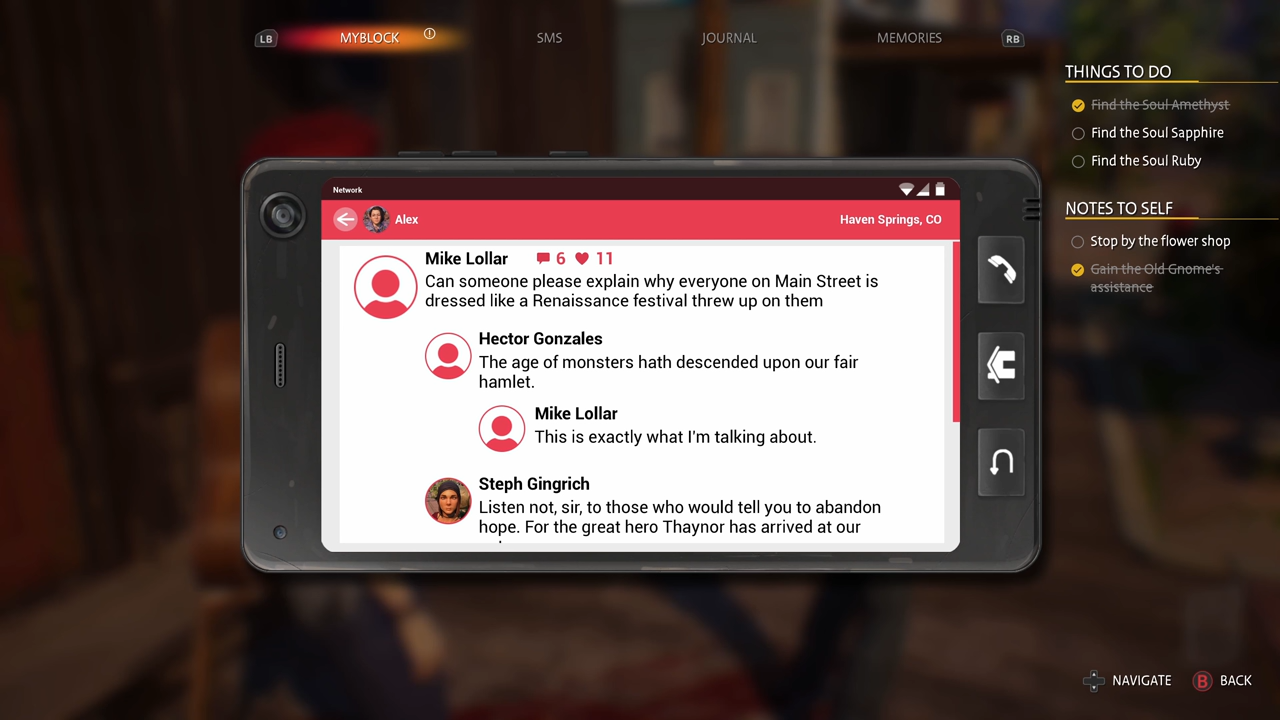 LB
MYBLOCK
SMS
JOURNAL
MEMORIES
RB
THINGS TO DO
Find the Soul Amethyst
Find the Soul Sapphire
Find the Soul Ruby
NOTES TO SELF
Stop by the flower shop
Gain the Old Gnome's
assistance
Network
Alex
Haven Springs, CO
Mike Lollar 6 11
Can someone please explain why everyone on Main Street is
dressed like a Renaissance festival threw up on them
Hector Gonzales
The age of monsters hath descended upon our fair
hamlet.
Mike Lollar
This is exactly what I'm talking about.
Steph Gingrich
Listen not, sir, to those who would tell you to abandon
hope. For the great hero Thaynor has arrived at our
NAVIGATE
B BACK